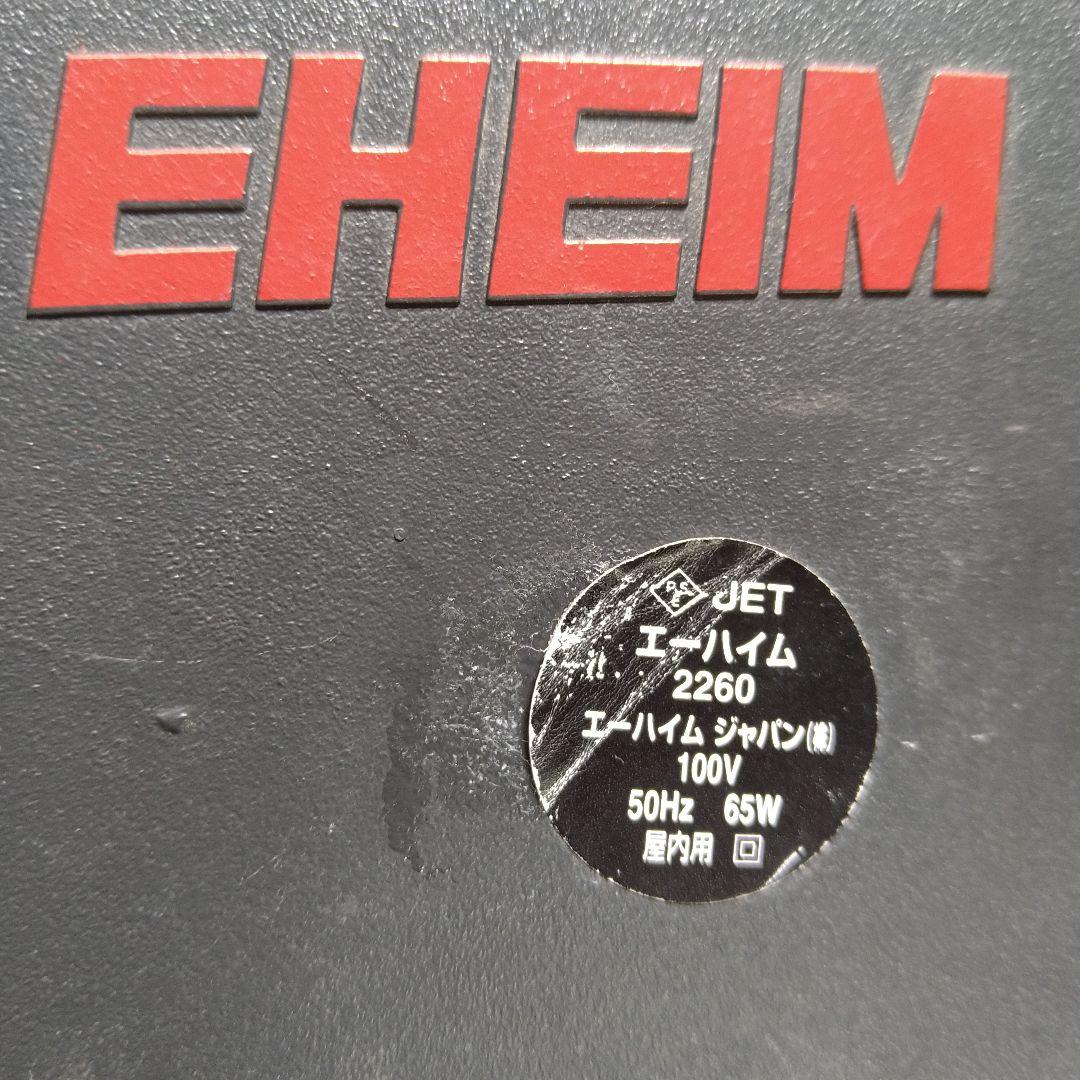 EHEIM
PSE JET
エーハイム
2260
エーハイム ジャパン(株)
100V
50Hz 65W
屋内用